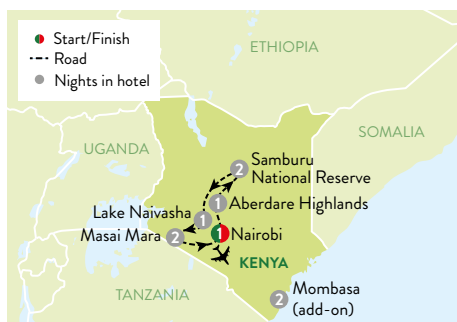 Start/Finish
Road
Nights in hotel
ETHIOPIA
SOMALIA
UGANDA
2
Samburu
National Reserve
1
Aberdare Highlands
Lake Naivasha
1
Masai Mara
2
1
Nairobi
KENYA
TANZANIA
2
Mombasa
(add-on)